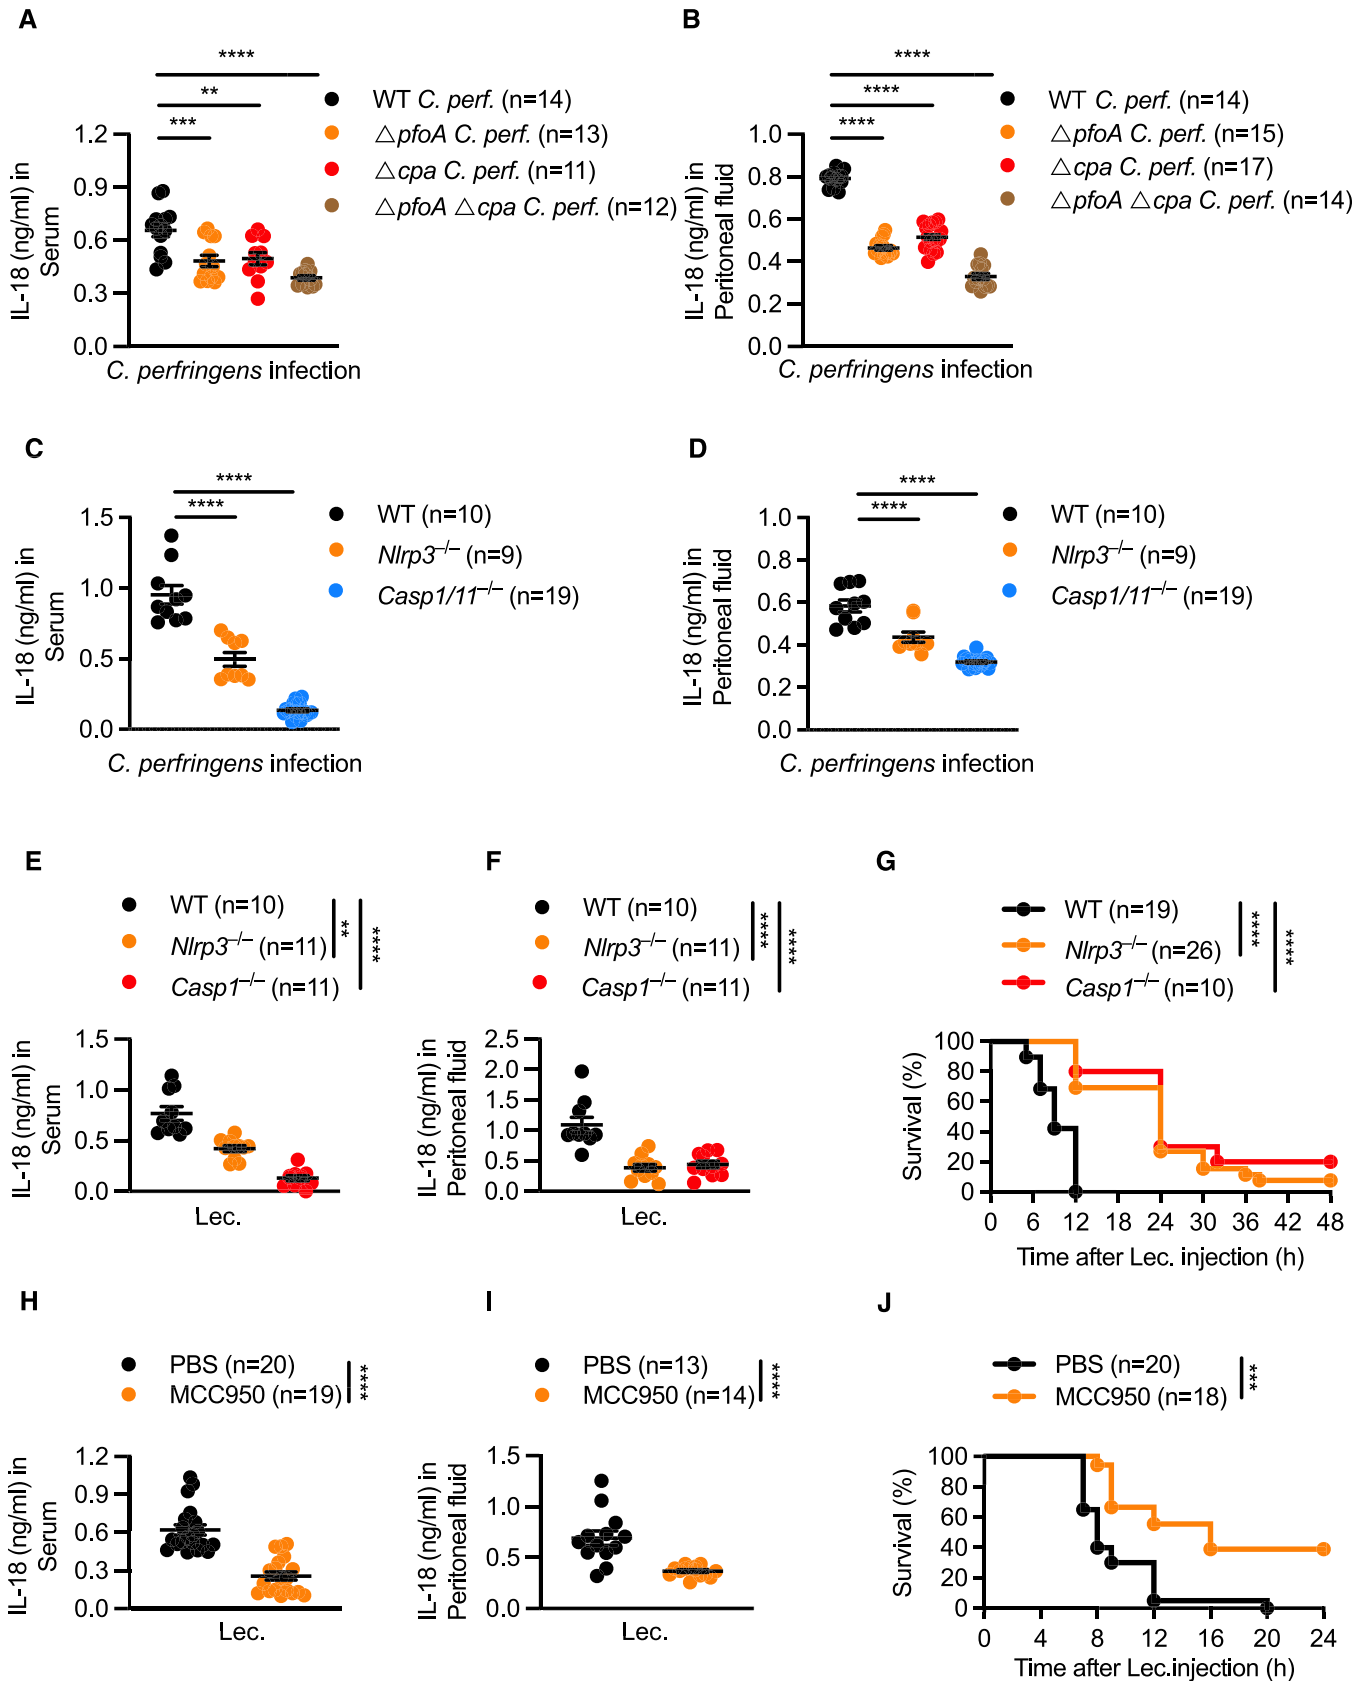 A
****
**
***
WT C. perf. (n=14)
△pfoA C. perf. (n=13)
△cpa C. perf. (n=11)
△pfoA △cpa C. perf. (n=12)
IL-18 (ng/ml) in
Serum
1.2
0.9
0.6
0.3
0.0
C. perfringens infection
B
****
****
****
WT C. perf. (n=14)
△pfoA C. perf. (n=15)
△cpa C. perf. (n=17)
△pfoA △cpa C. perf. (n=14)
IL-18 (ng/ml) in
Peritoneal fluid
1.0
0.8
0.6
0.4
0.2
0.0
C. perfringens infection
C
****
****
WT (n=10)
Nlrp3–/– (n=9)
Casp1/11–/– (n=19)
IL-18 (ng/ml) in
Serum
1.5
1.0
0.5
0.0
C. perfringens infection
D
****
****
WT (n=10)
Nlrp3–/– (n=9)
Casp1/11–/– (n=19)
IL-18 (ng/ml) in
Peritoneal fluid
1.0
0.8
0.6
0.4
0.2
0.0
C. perfringens infection
E
WT (n=10)
Nlrp3–/– (n=11)
Casp1–/– (n=11)
**
****
IL-18 (ng/ml) in
Serum
1.5
1.0
0.5
0.0
Lec.
F
WT (n=10)
Nlrp3–/– (n=11)
Casp1–/– (n=11)
****
****
IL-18 (ng/ml) in
Peritoneal fluid
2.5
2.0
1.5
1.0
0.5
0.0
Lec.
G
WT (n=19)
Nlrp3–/– (n=26)
Casp1–/– (n=10)
****
****
Survival (%)
100
80
60
40
20
0
0 6 12 18 24 30 36 42 48
Time after Lec. injection (h)
H
PBS (n=20)
MCC950 (n=19)
****
IL-18 (ng/ml) in
Serum
1.2
0.9
0.6
0.3
0.0
Lec.
I
PBS (n=13)
MCC950 (n=14)
****
IL-18 (ng/ml) in
Peritoneal fluid
1.5
1.0
0.5
0.0
Lec.
J
PBS (n=20)
MCC950 (n=18)
***
Survival (%)
100
80
60
40
20
0
0 4 8 12 16 20 24
Time after Lec.injection (h)